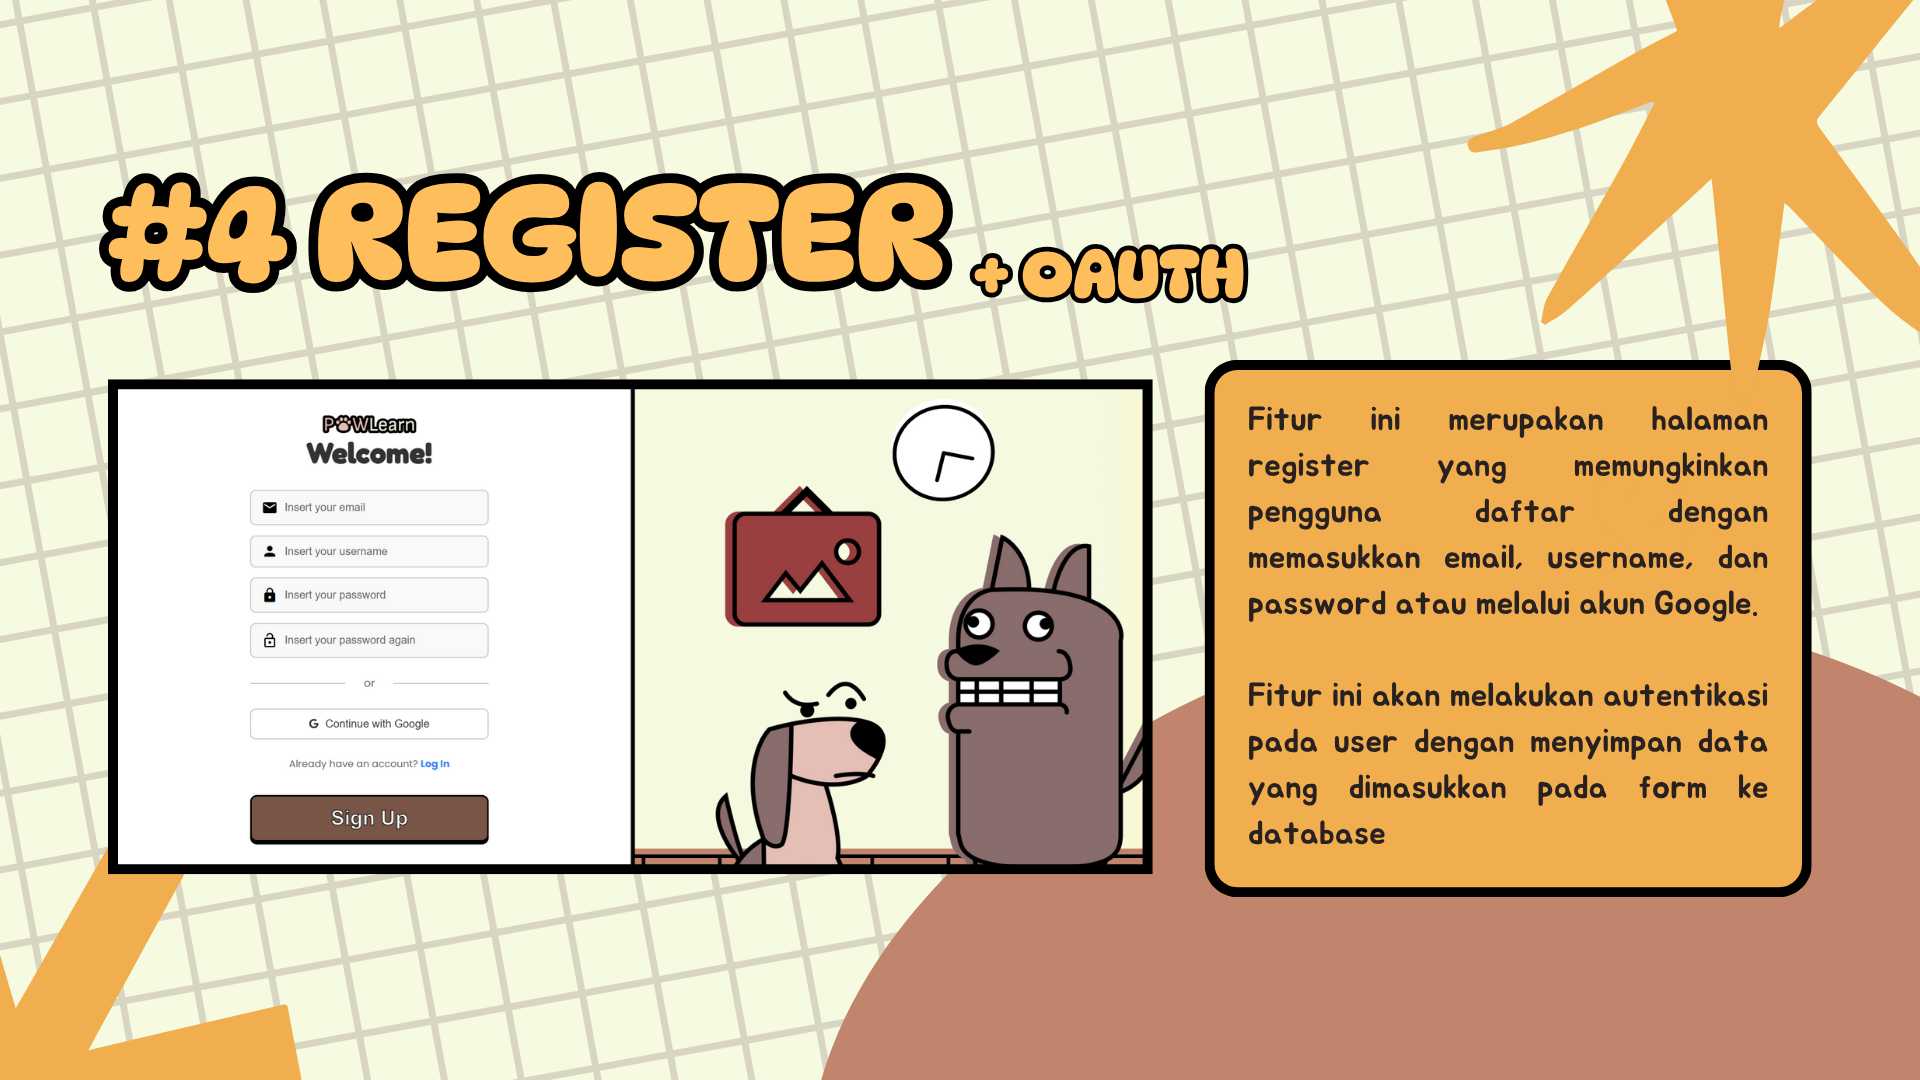 #4 REGISTER + OAUTH
PAWLearn
Welcome!
Insert your email
Insert your username
Insert your password
Insert your password again
or
G Continue with Google
Already have an account? Log In
Sign Up
Fitur ini merupakan halaman
register yang memungkinkan
pengguna daftar dengan
memasukkan email, username, dan
password atau melalui akun Google.
Fitur ini akan melakukan autentikasi
pada user dengan menyimpan data
yang dimasukkan pada form ke
database